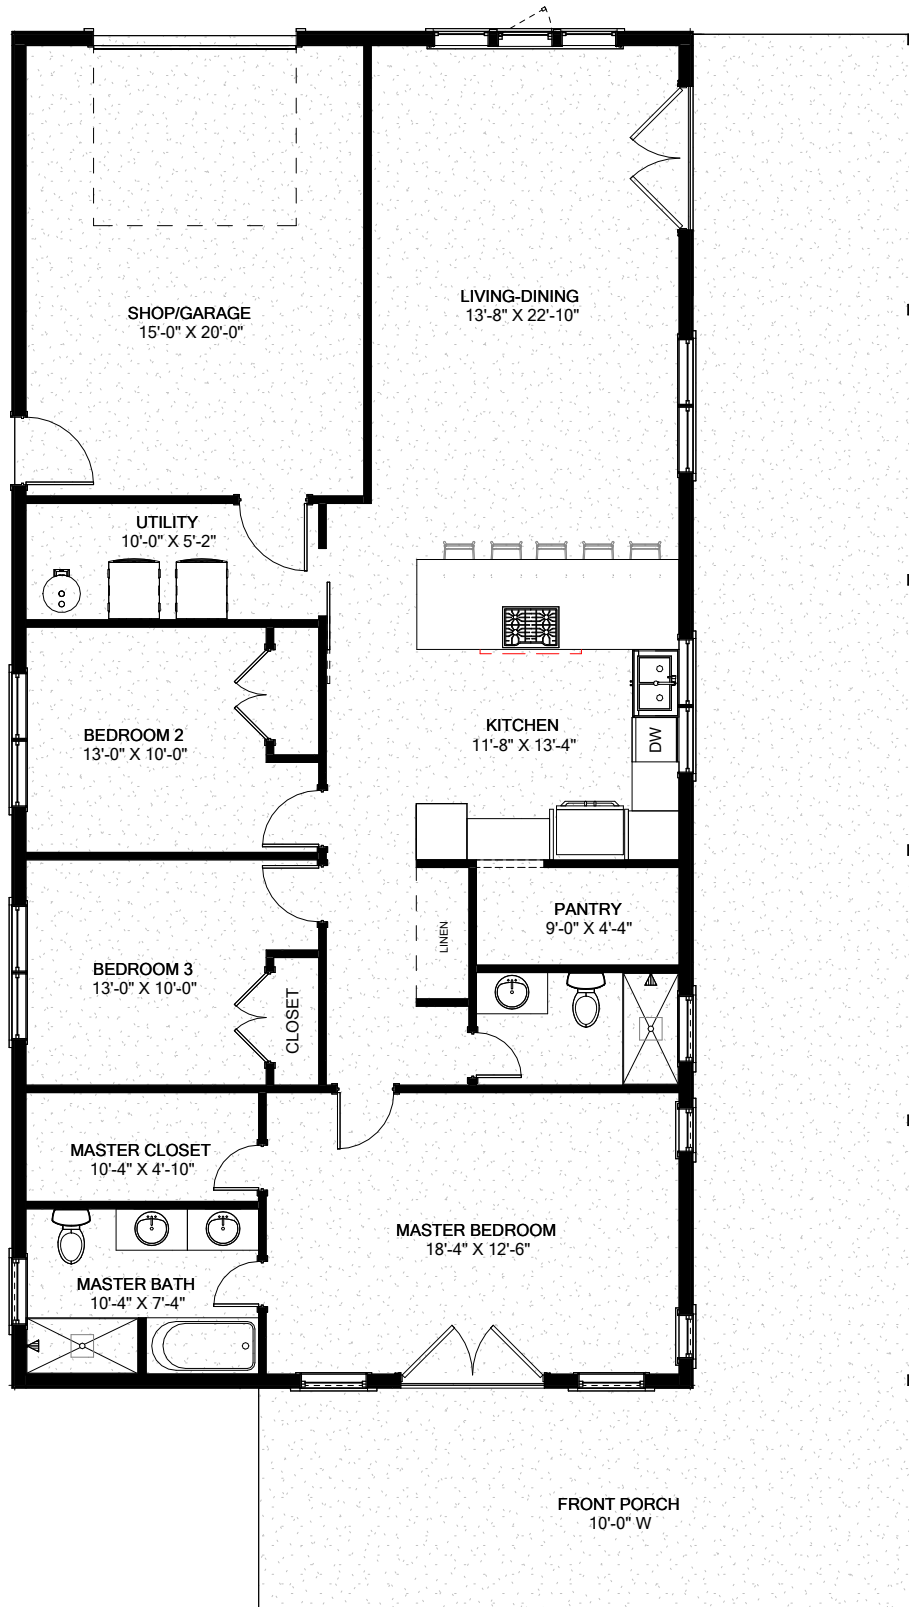 LIVING-DINING
13'-8" X 22'-10"
SHOP/GARAGE
15'-0" X 20'-0"
UTILITY
10'-0" X 5'-2"
BEDROOM 2
13'-0" X 10'-0"
KITCHEN
11'-8" X 13'-4"
DW
PANTRY
9'-0" X 4'-4"
LINEN
BEDROOM 3
13'-0" X 10'-0"
CLOSET
MASTER CLOSET
10'-4" X 4'-10"
MASTER BEDROOM
18'-4" X 12'-6"
MASTER BATH
10'-4" X 7'-4"
FRONT PORCH
10'-0" W